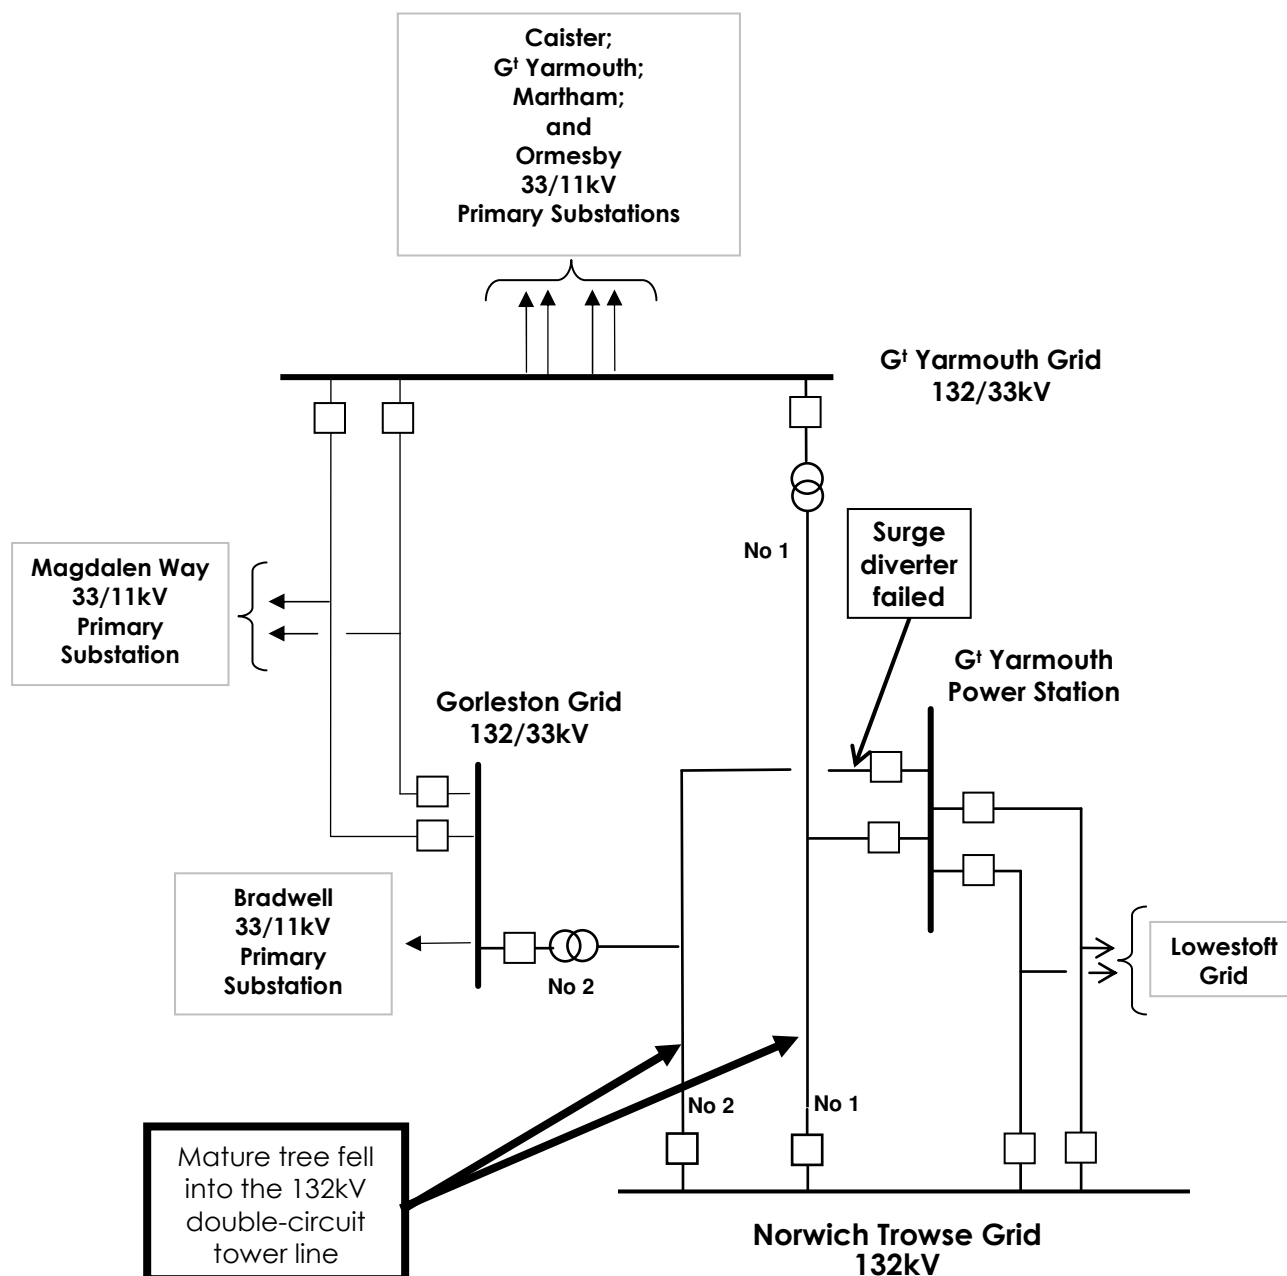 Caister;
Gᵗ Yarmouth;
Martham;
and
Ormesby
33/11kV
Primary Substations
Gᵗ Yarmouth Grid
132/33kV
No 1
Surge
diverter
failed
Magdalen Way
33/11kV
Primary
Substation
Gᵗ Yarmouth
Power Station
Gorleston Grid
132/33kV
Bradwell
33/11kV
Primary
Substation
No 2
Lowestoft
Grid
No 2
No 1
Mature tree fell
into the 132kV
double-circuit
tower line
Norwich Trowse Grid
132kV